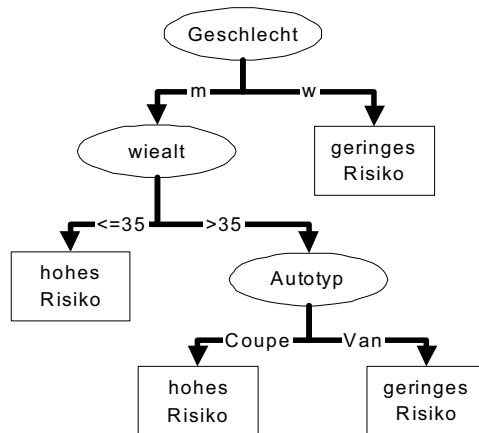 Geschlecht
m
w
wiealt
geringes
Risiko
<=35
>35
hohes
Risiko
Autotyp
Coupe
Van
hohes
Risiko
geringes
Risiko